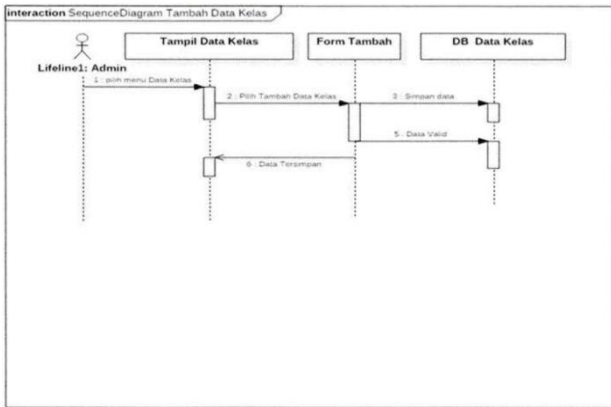 interaction SequenceDiagram Tambah Data Kelas
Tampil Data Kelas
Form Tambah
DB Data Kelas
Lifeline1: Admin
1 : pilih menu Data Kelas
2 : Pilih Tambah Data Kelas
3 : Simpan data
5 : Data Valid
6 : Data Tersimpan